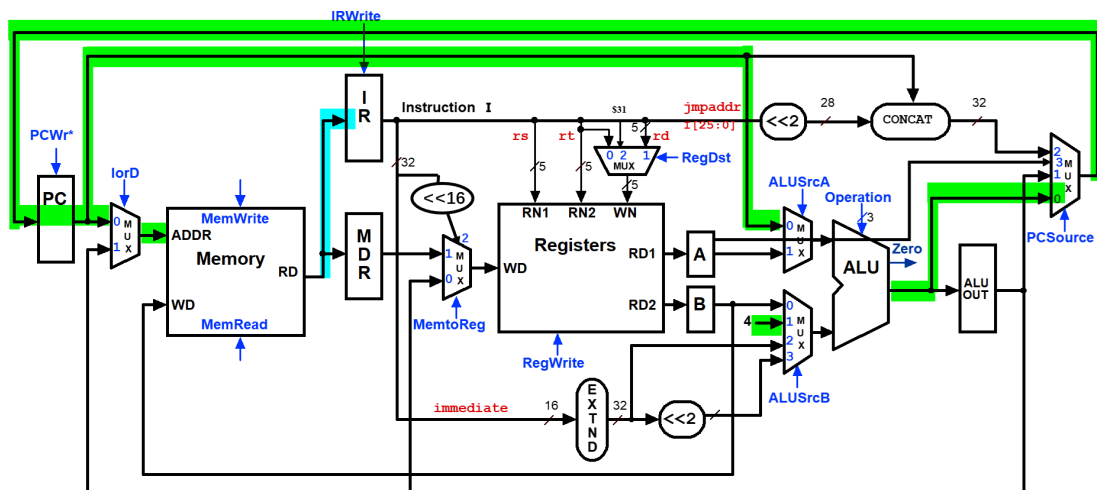 IRWrite
I
R
Instruction I
$31
jmpaddr
I[25:0]
<<2
28
CONCAT
32
PCWr*
IorD
PC
0
1
M
U
X
MemWrite
ADDR
Memory
RD
WD
MemRead
M
D
R
32
<<16
2
1
0
M
U
X
MemtoReg
rs
rt
rd
5
5
5
5
0 2 1
MUX
RegDst
RN1
RN2
WN
Registers
WD
RD1
RD2
RegWrite
A
B
4
ALUSrcA
0
1
M
U
X
0
1
2
3
M
U
X
ALUSrcB
Operation
3
ALU
Zero
ALU
OUT
2
3
1
0
M
U
X
PCSource
immediate
16
E
X
T
N
D
32
<<2